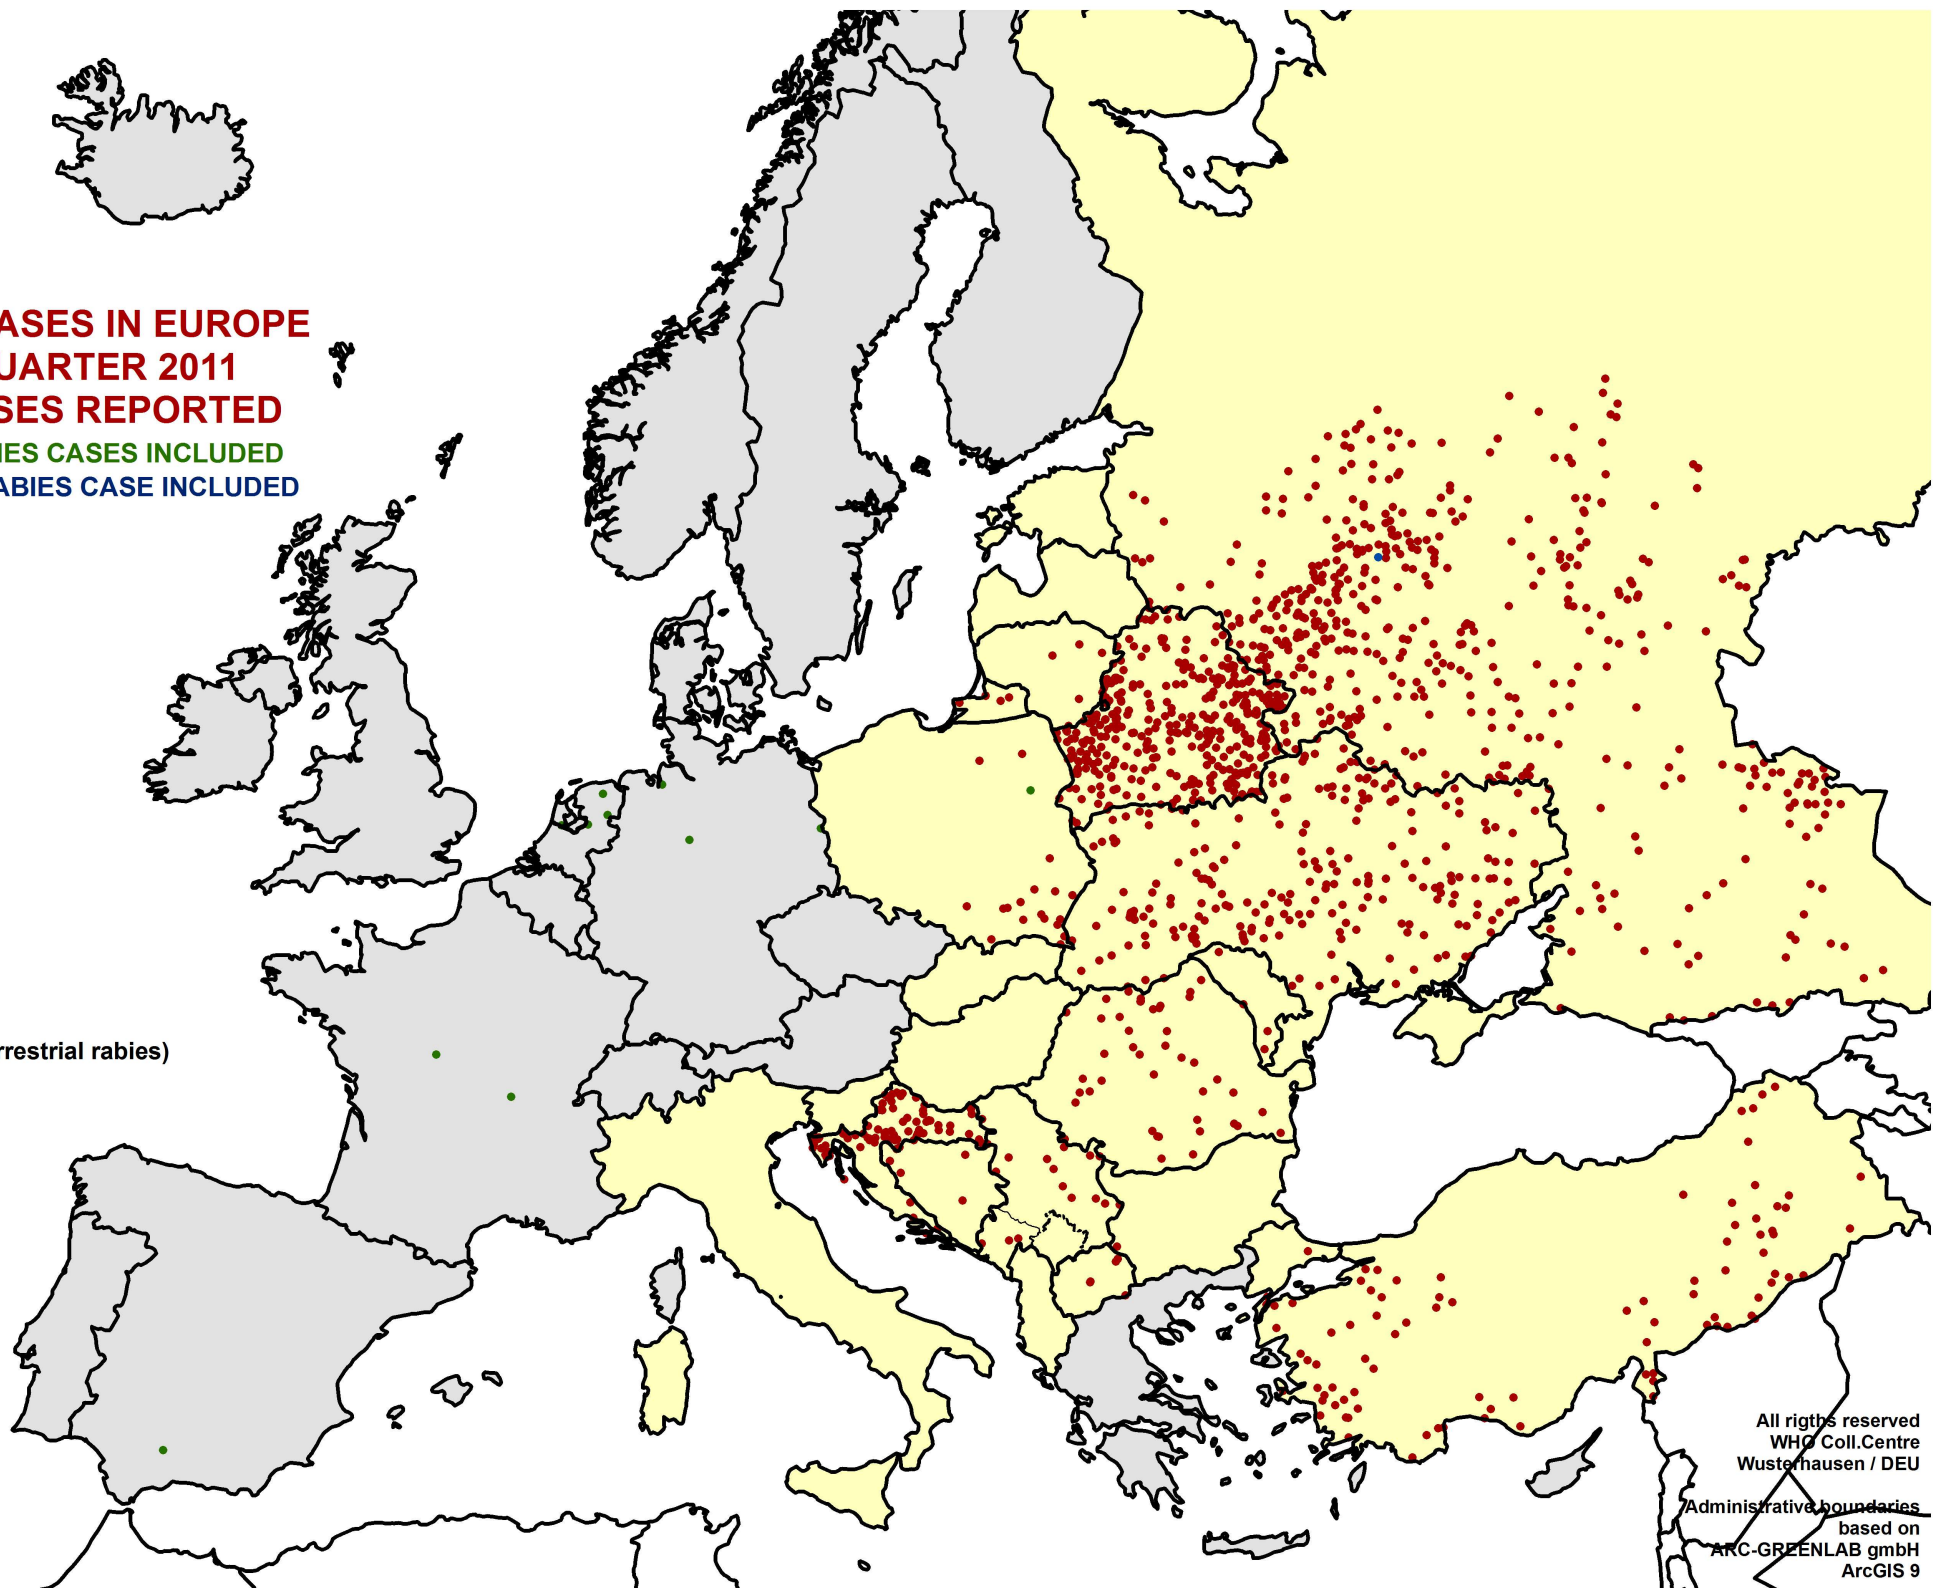 ASES IN EUROPE
UARTER 2011
SES REPORTED
IES CASES INCLUDED
ABIES CASE INCLUDED
rrestrial rabies)
All rigths reserved
WHO Coll.Centre
Wusterhausen / DEU
Administrative boundaries
based on
ARC-GREENLAB gmbH
ArcGIS 9